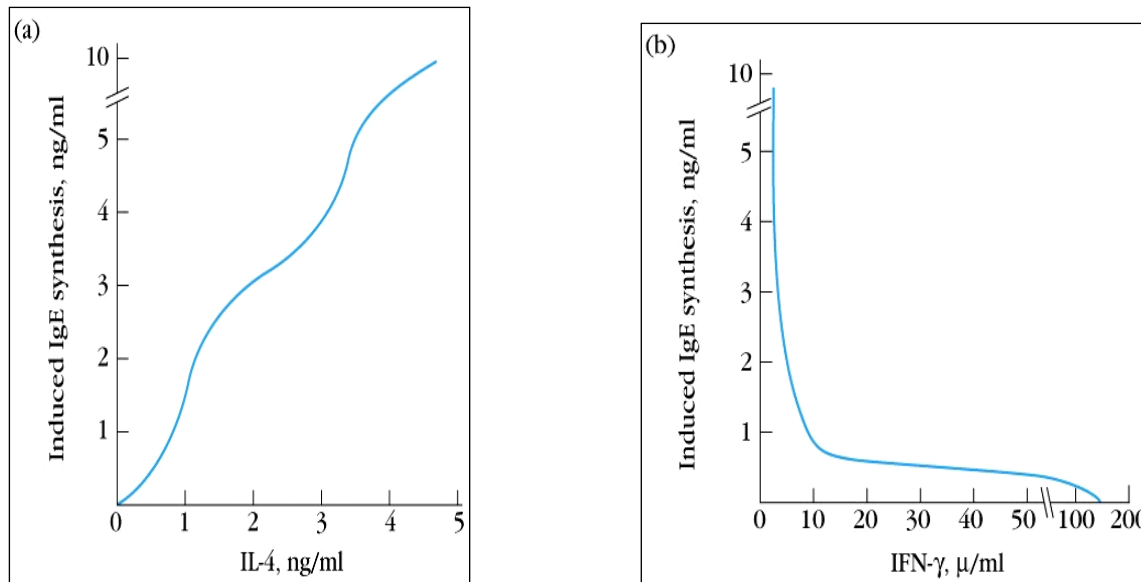 (a)
Induced IgE synthesis, ng/ml
10
5
4
3
2
1
0 1 2 3 4 5
IL-4, ng/ml
(b)
Induced IgE synthesis, ng/ml
10
5
4
3
2
1
0 10 20 30 40 50 100 200
IFN-γ, μ/ml